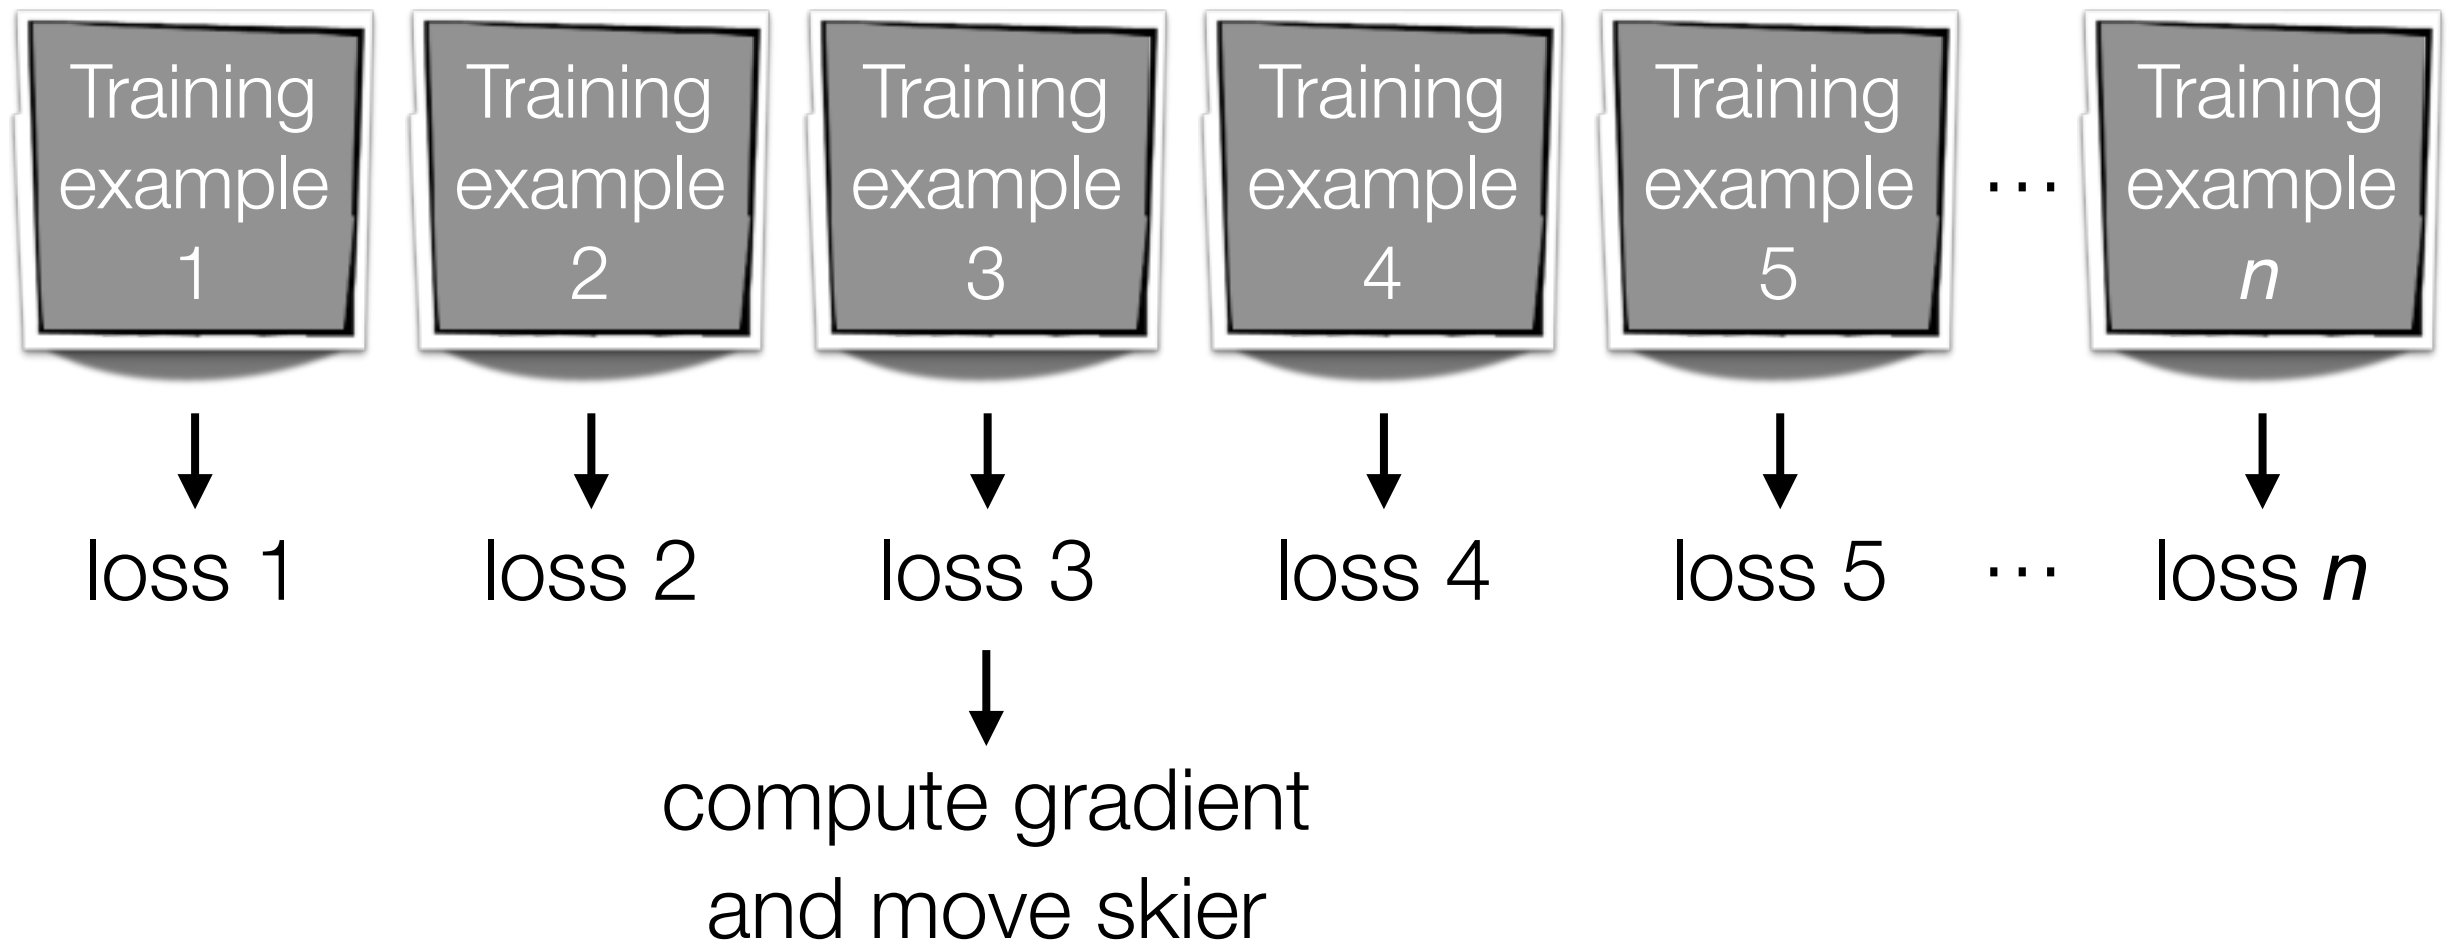 Training example 1
Training example 2
Training example 3
Training example 4
Training example 5
...
Training example n
loss 1 loss 2 loss 3 loss 4 loss 5 ... loss n
compute gradient
and move skier